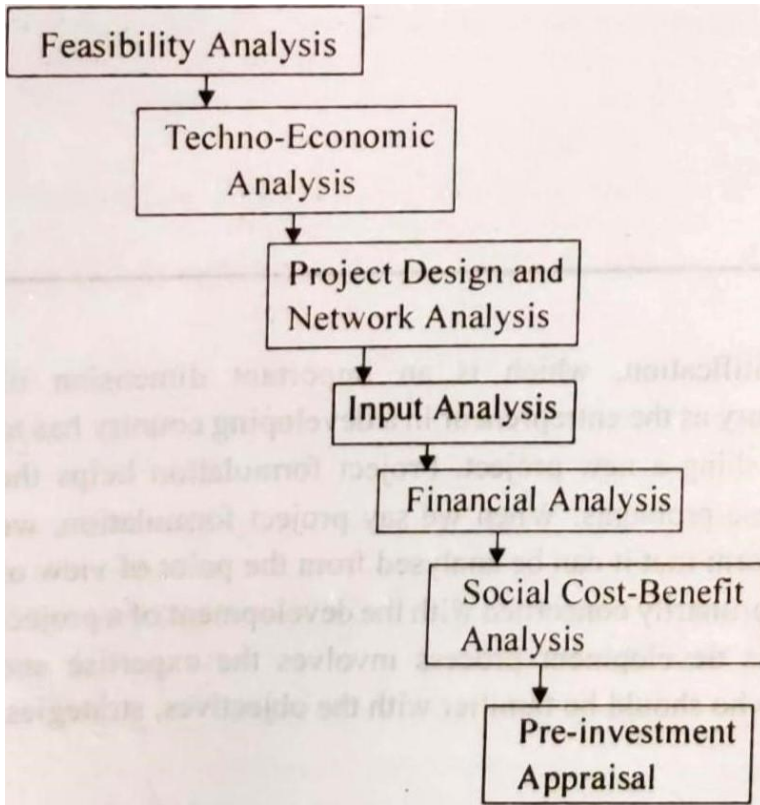 Feasibility Analysis
Techno-Economic
Analysis
Project Design and
Network Analysis
Input Analysis
Financial Analysis
Social Cost-Benefit
Analysis
Pre-investment
Appraisal